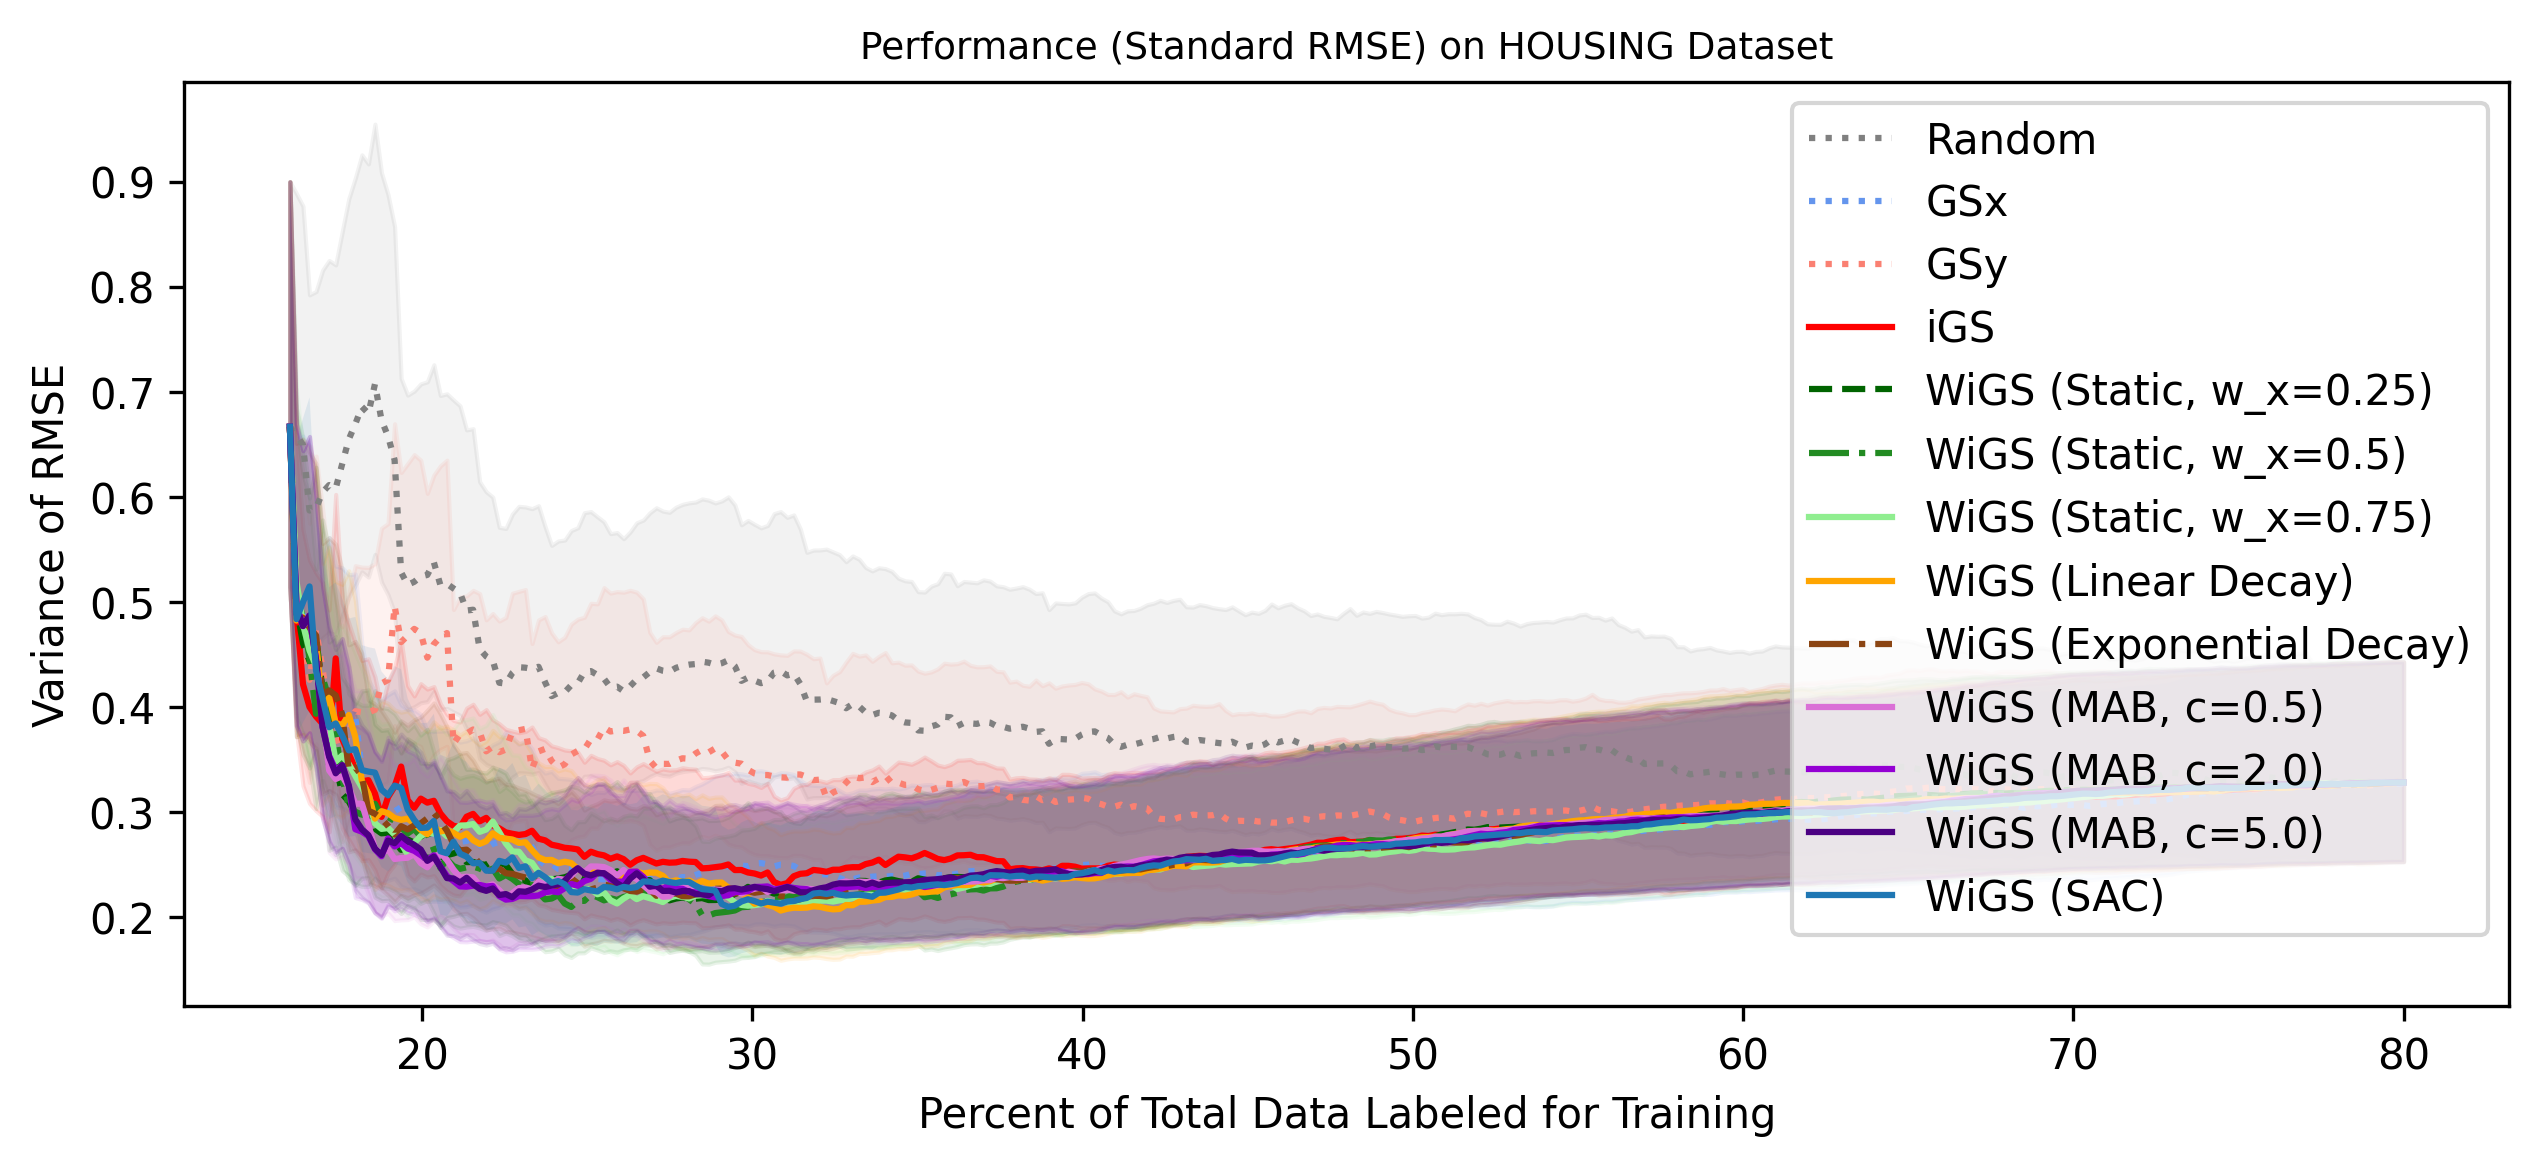 Performance (Standard RMSE) on HOUSING Dataset
Variance of RMSE
0.9
0.8
0.7
0.6
0.5
0.4
0.3
0.2
20 30 40 50 60 70 80
Percent of Total Data Labeled for Training
Random
GSx
GSy
iGS
WiGS (Static, w_x=0.25)
WiGS (Static, w_x=0.5)
WiGS (Static, w_x=0.75)
WiGS (Linear Decay)
WiGS (Exponential Decay)
WiGS (MAB, c=0.5)
WiGS (MAB, c=2.0)
WiGS (MAB, c=5.0)
WiGS (SAC)